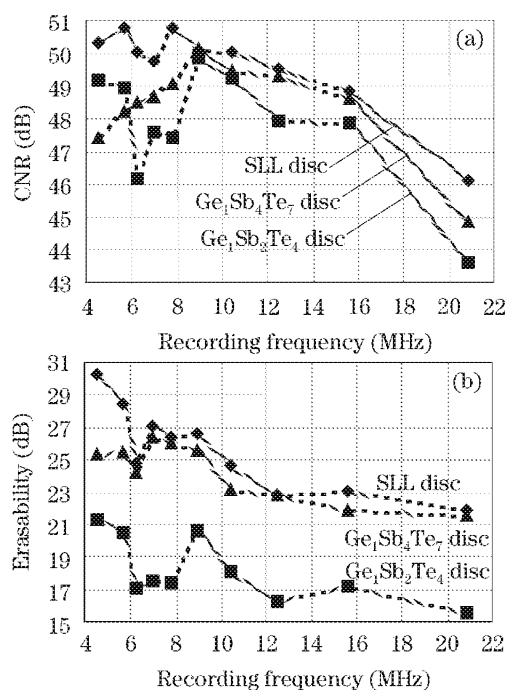 51
(a)
50
49
48
47
46
45
44
43
CNR (dB)
SLL disc
Ge₁Sb₄Te₇ disc
Ge₁Sb₂Te₄ disc
4 6 8 10 12 14 16 18 20 22
Recording frequency (MHz)
31
(b)
29
27
25
23
21
19
17
15
Erasability (dB)
SLL disc
Ge₁Sb₄Te₇ disc
Ge₁Sb₂Te₄ disc
4 6 8 10 12 14 16 18 20 22
Recording frequency (MHz)